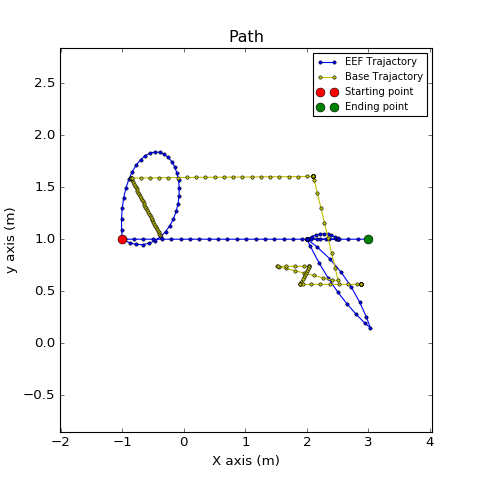 Path
EEF Trajactory
Base Trajactory
Starting point
Ending point
y axis (m)
2.5
2.0
1.5
1.0
0.5
0.0
−0.5
−2
−1
0
1
2
3
4
X axis (m)